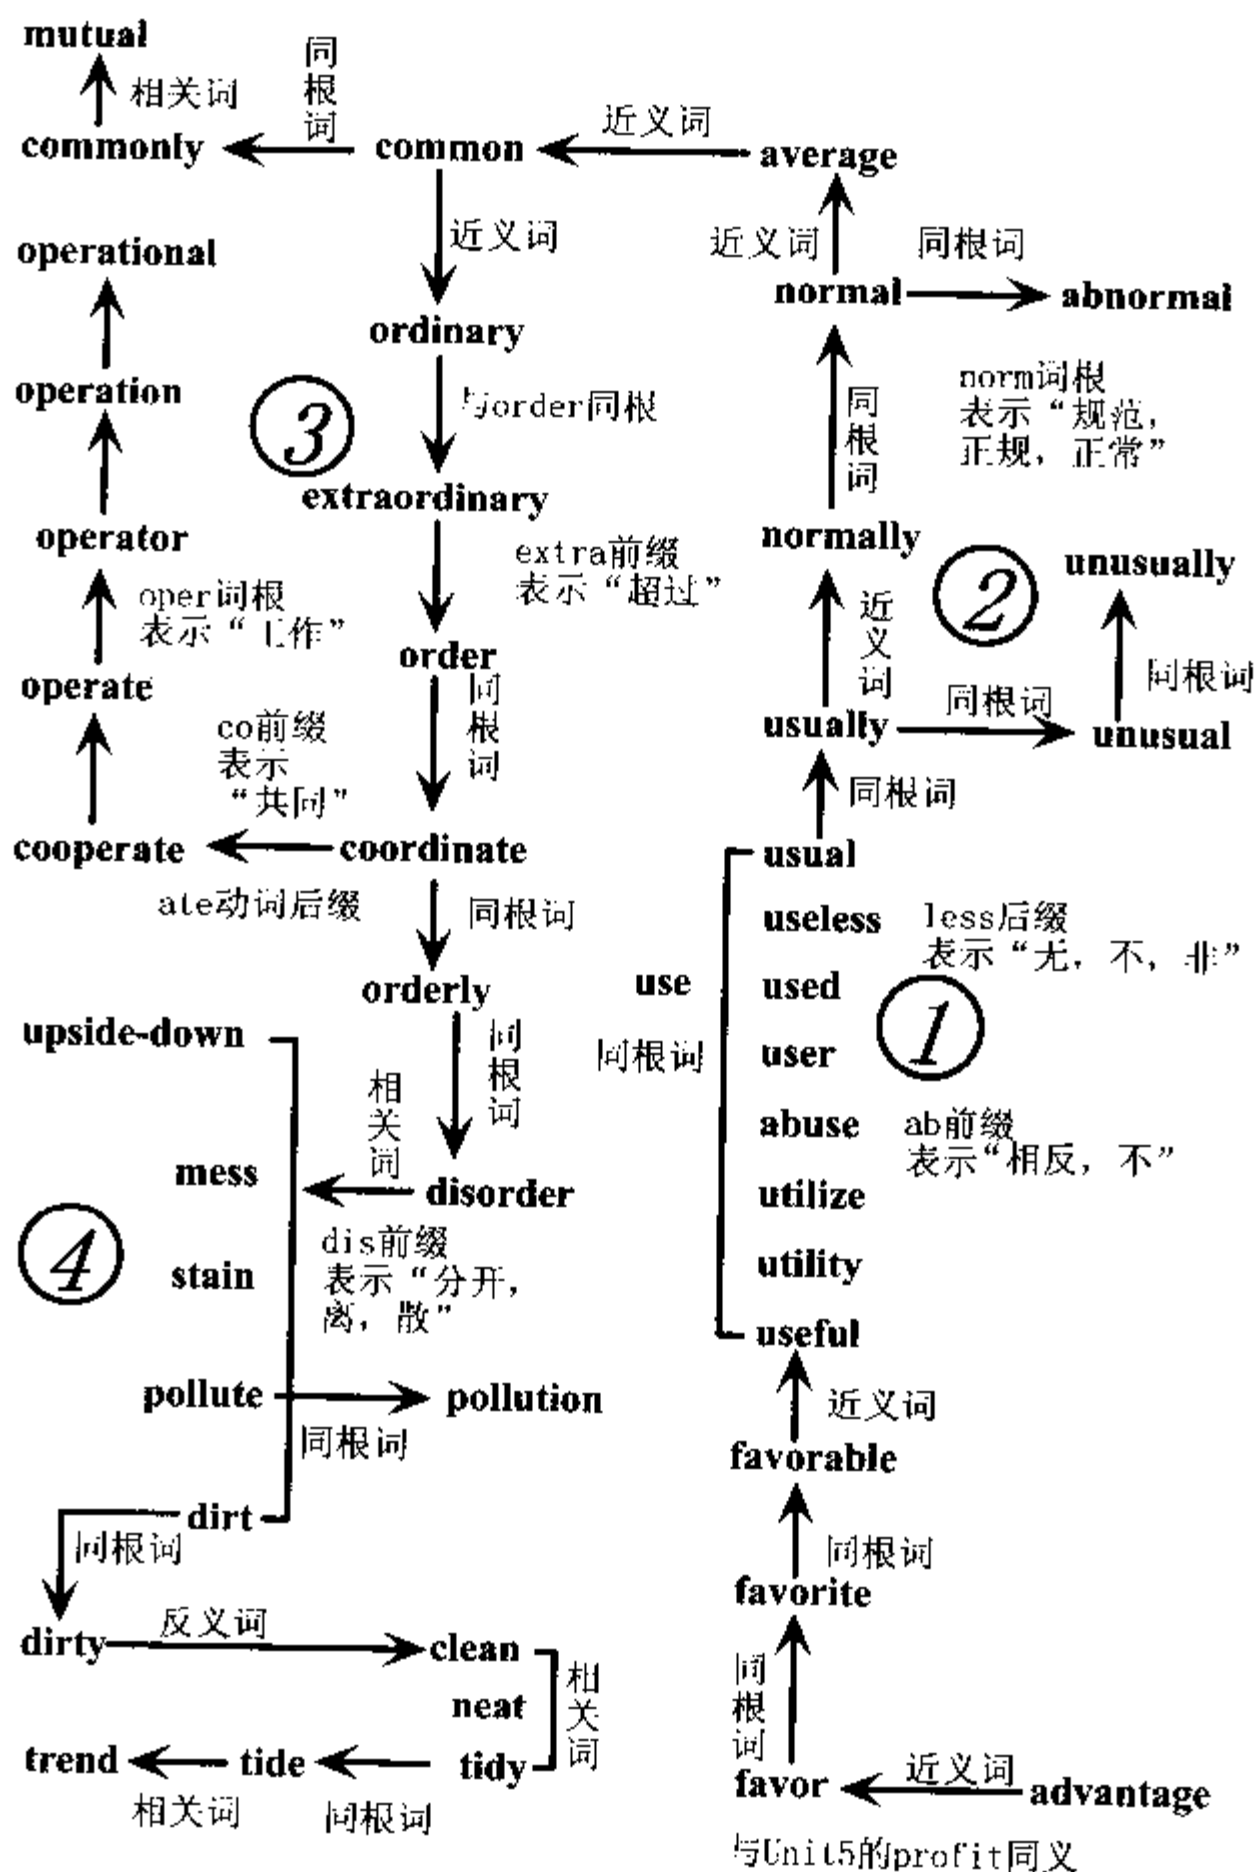 mutual
相关词
同根词
commonly
common
近义词
average
近义词
近义词
同根词
operational
normal
abnormal
ordinary
operation
③
与order同根
同根词
norm词根
表示“规范，
正规，正常”
extraordinary
operator
extra前缀
表示“超过”
normally
②
unusually
oper词根
表示“工作”
order
近义词
同根词
operate
同根词
同根词
usually
unusual
co前缀
表示
“共同”
同根词
cooperate
coordinate
usual
ate动词后缀
同根词
useless
less后缀
表示“无，不，非”
orderly
use
used
upside-down
同根词
同根词
user
①
相关词
abuse
ab前缀
表示“相反，不”
mess
disorder
utilize
④
dis前缀
表示“分开，
离，散”
stain
utility
useful
pollute
pollution
近义词
同根词
favorable
dirt
同根词
同根词
favorite
dirty
反义词
clean
相关词
同根词
neat
trend
tide
tidy
favor
近义词
advantage
相关词
同根词
与Unit5的profit同义